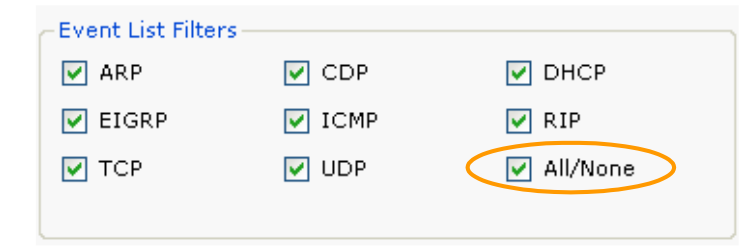 Event List Filters
ARP CDP DHCP
EIGRP ICMP RIP
TCP UDP All/None